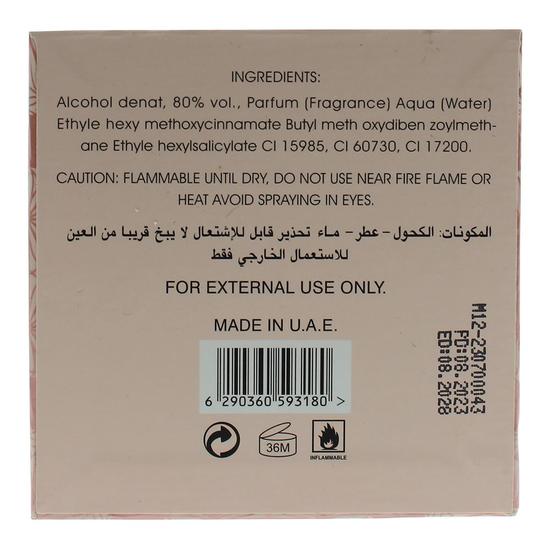 INGREDIENTS:
Alcohol denat, 80% vol., Parfum (Fragrance) Aqua (Water)
Ethyle hexy methoxycinnamate Butyl meth oxydiben zoylmeth-
ane Ethyle hexylsalicylate CI 15985, CI 60730, CI 17200.
CAUTION: FLAMMABLE UNTIL DRY, DO NOT USE NEAR FIRE FLAME OR
HEAT AVOID SPRAYING IN EYES.
المكونات: الكحول - عطر - ماء تحذير قابل للإشتعال لا يبخ قريبا من العين
للاستعمال الخارجي فقط
FOR EXTERNAL USE ONLY.
MADE IN U.A.E.
6 290360 593180 >
36M
INFLAMMABLE
M12-230700043
PD:08. 2023
ED:08. 2028